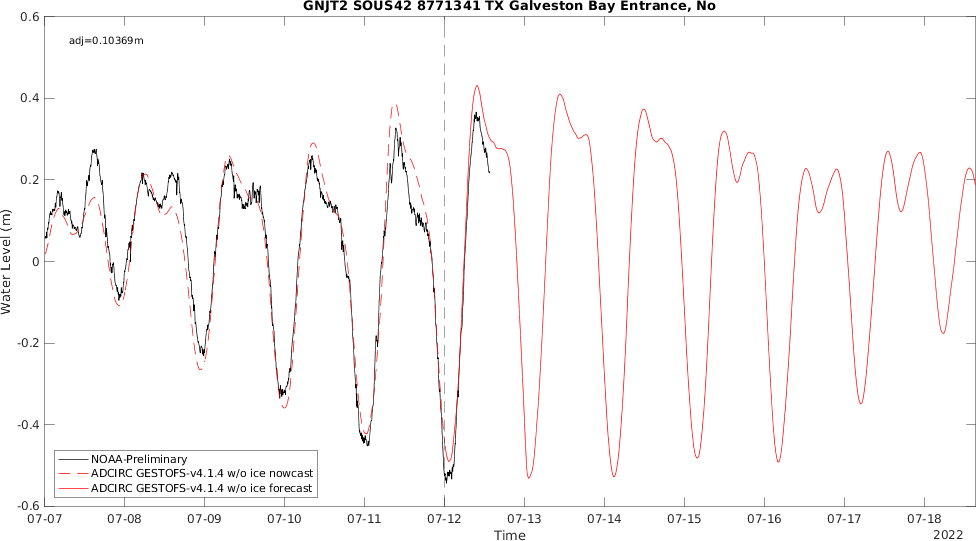 GNJT2 SOUS42 8771341 TX Galveston Bay Entrance, No
adj=0.10369m
0.6
0.4
0.2
0
-0.2
-0.4
-0.6
Water Level (m)
NOAA-Preliminary
ADCIRC GESTOFS-v4.1.4 w/o ice nowcast
ADCIRC GESTOFS-v4.1.4 w/o ice forecast
07-07 07-08 07-09 07-10 07-11 07-12 07-13 07-14 07-15 07-16 07-17 07-18
Time
2022